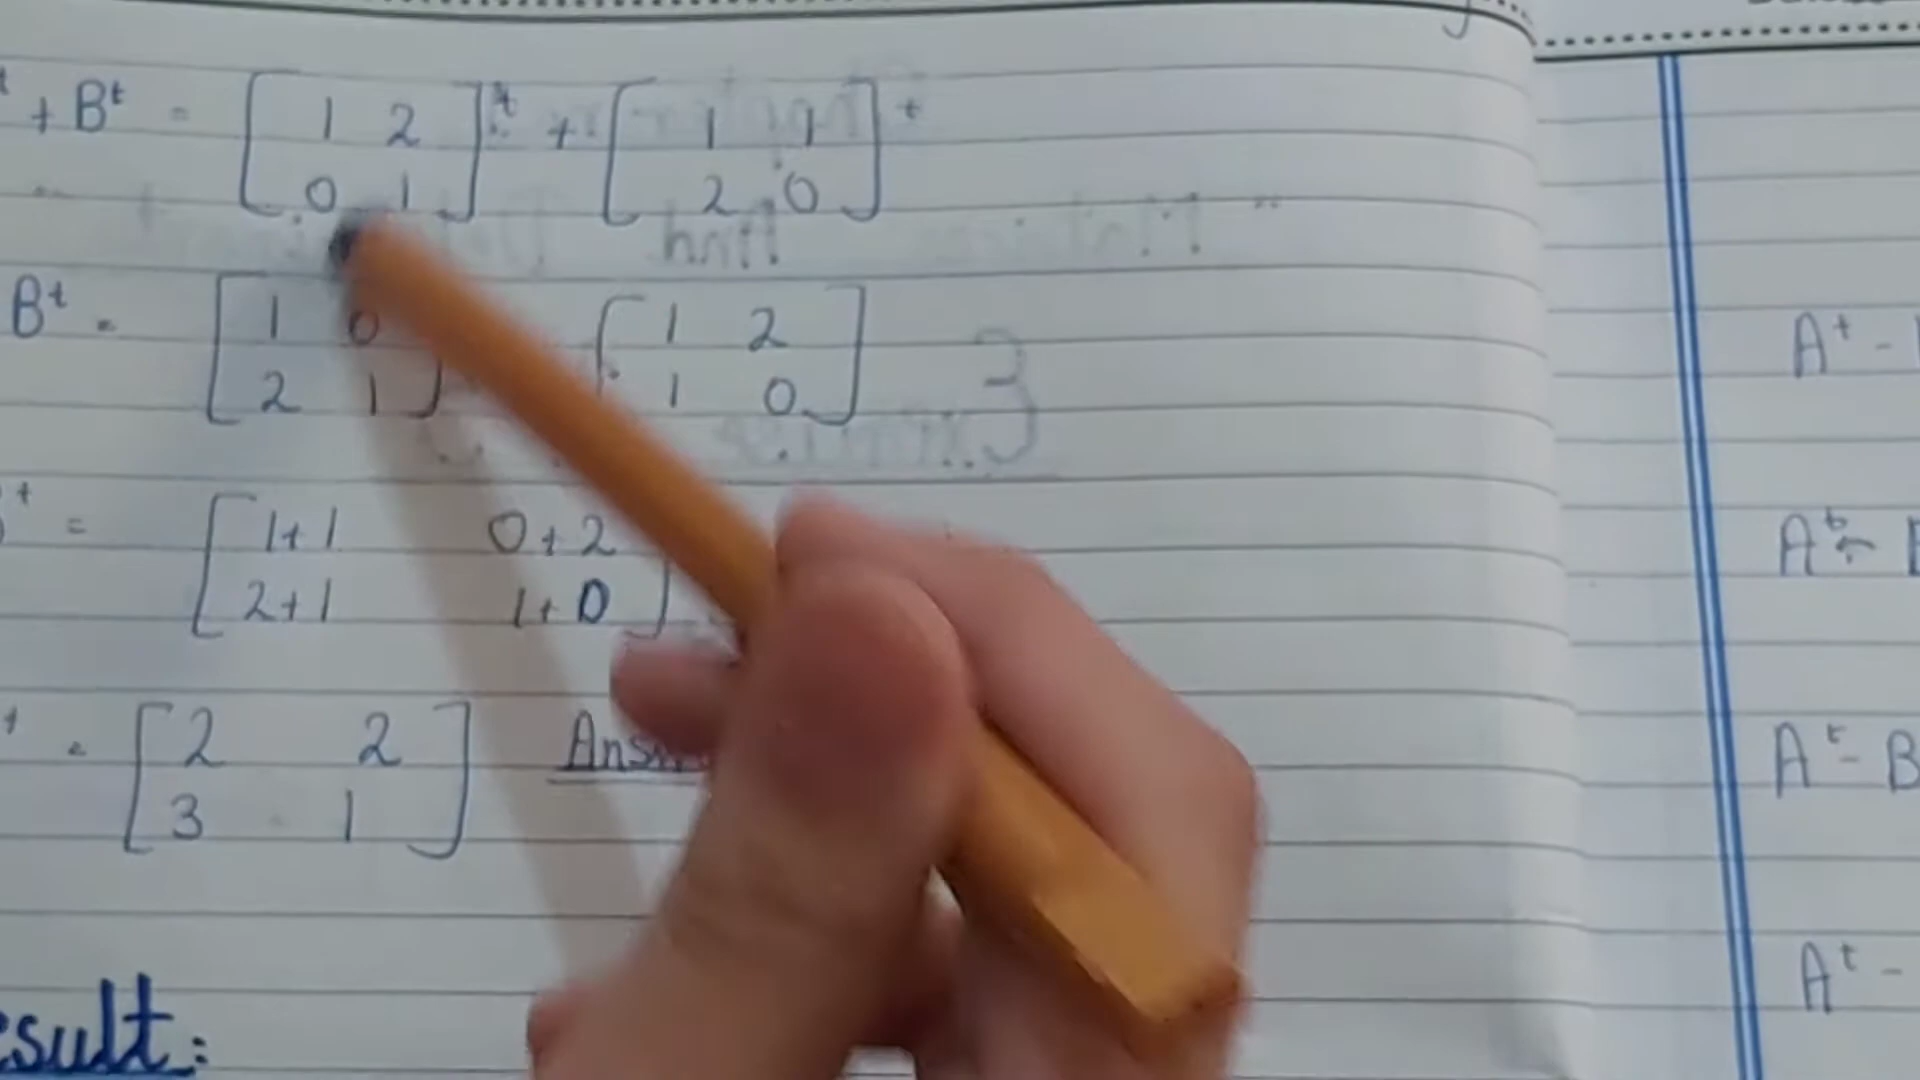 t + Bᵗ = [ 1 2 ]ᵗ + [ 1 1 ]ᵗ
[ 0 1 ] [ 2 0 ]
Bᵗ = [ 1 0 [ 1 2 ]
[ 2 1 ] [ 1 0 ]
t = [ 1+1 0+2
[ 2+1 1+0 ]
t = [ 2 2 ] Ans
[ 3 1 ]
sult:
Aᵗ -
Aᵗ -
Aᵗ - B
Aᵗ -